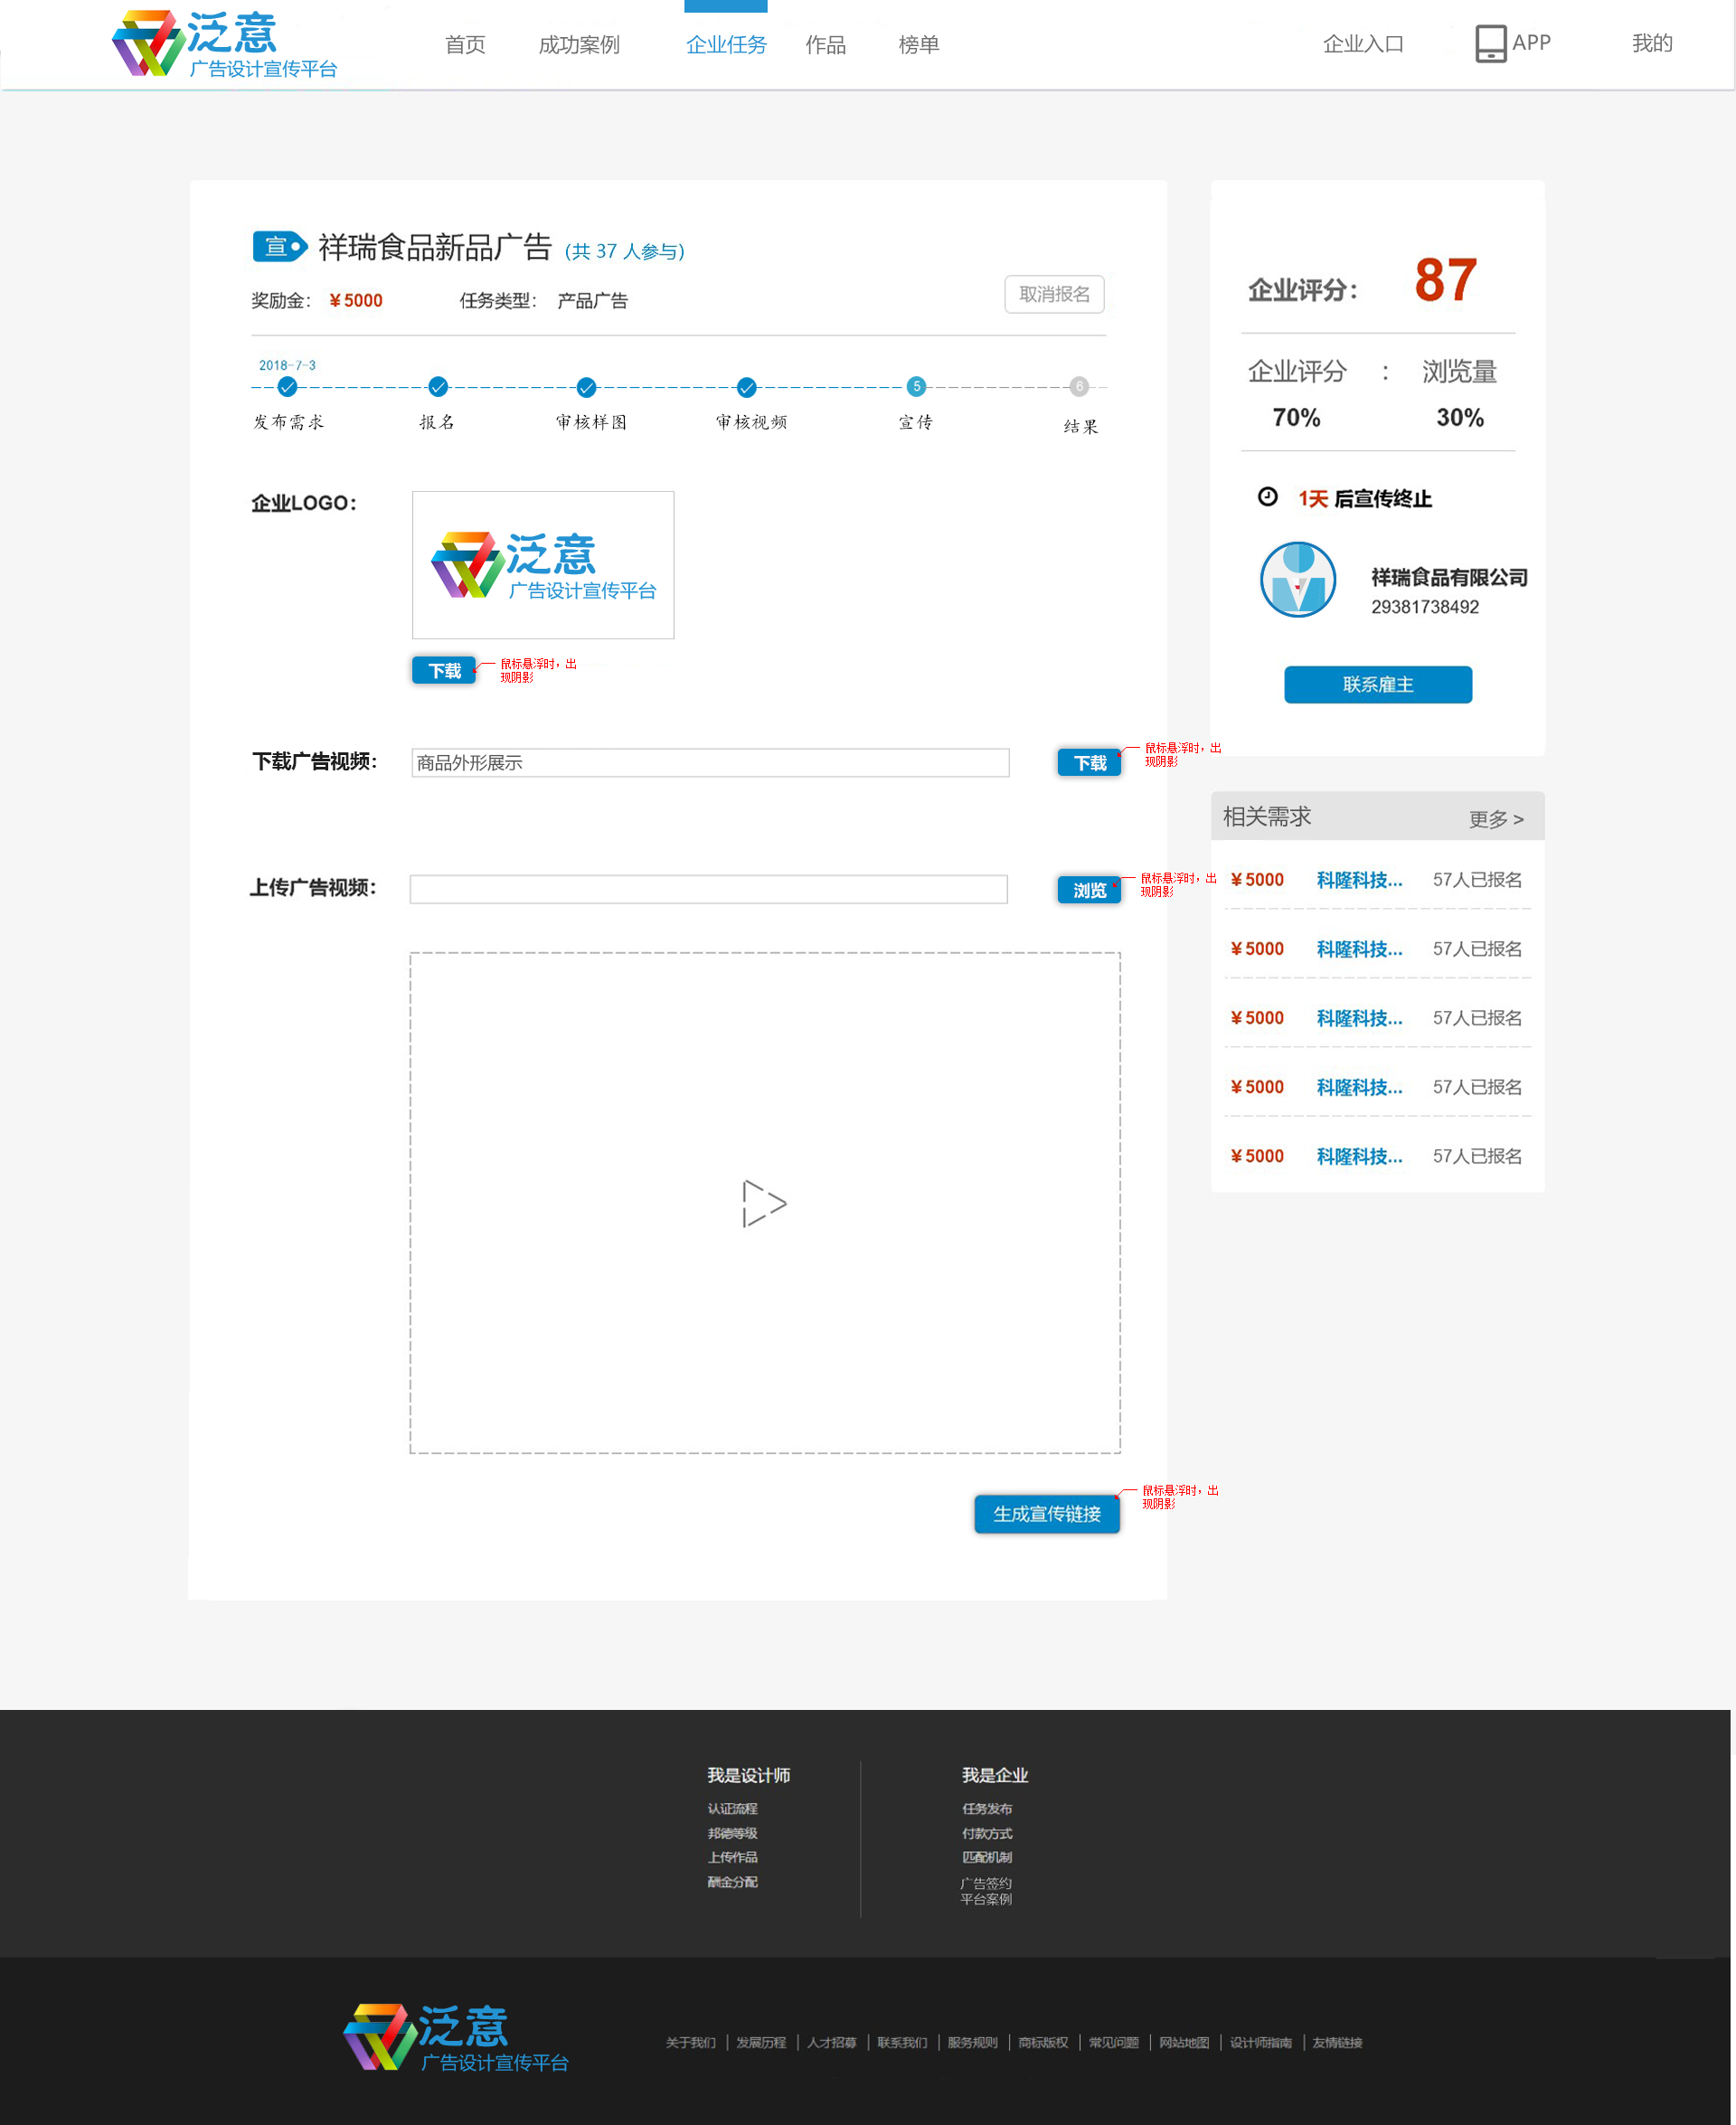 泛意
广告设计宣传平台
首页 成功案例 企业任务 作品 榜单 企业入口 APP 我的
宣 祥瑞食品新品广告 (共 37 人参与)
奖励金： ￥5000 任务类型： 产品广告 取消报名
2018-7-3
5 6
发布需求 报名 审核样图 审核视频 宣传 结果
企业LOGO：
泛意
广告设计宣传平台
下载 鼠标悬浮时，出
现阴影
下载广告视频： 商品外形展示 下载 鼠标悬浮时，出
现阴影
上传广告视频： 浏览 鼠标悬浮时，出
现阴影
生成宣传链接 鼠标悬浮时，出
现阴影
企业评分： 87
企业评分 ： 浏览量
70% 30%
1天 后宣传终止
祥瑞食品有限公司
29381738492
联系雇主
相关需求 更多 >
￥5000 科隆科技... 57人已报名
￥5000 科隆科技... 57人已报名
￥5000 科隆科技... 57人已报名
￥5000 科隆科技... 57人已报名
￥5000 科隆科技... 57人已报名
我是设计师
认证流程
邦德等级
上传作品
酬金分配
我是企业
任务发布
付款方式
匹配机制
广告签约
平台案例
泛意
广告设计宣传平台
关于我们 | 发展历程 | 人才招募 | 联系我们 | 服务规则 | 商标版权 | 常见问题 | 网站地图 | 设计师指南 | 友情链接